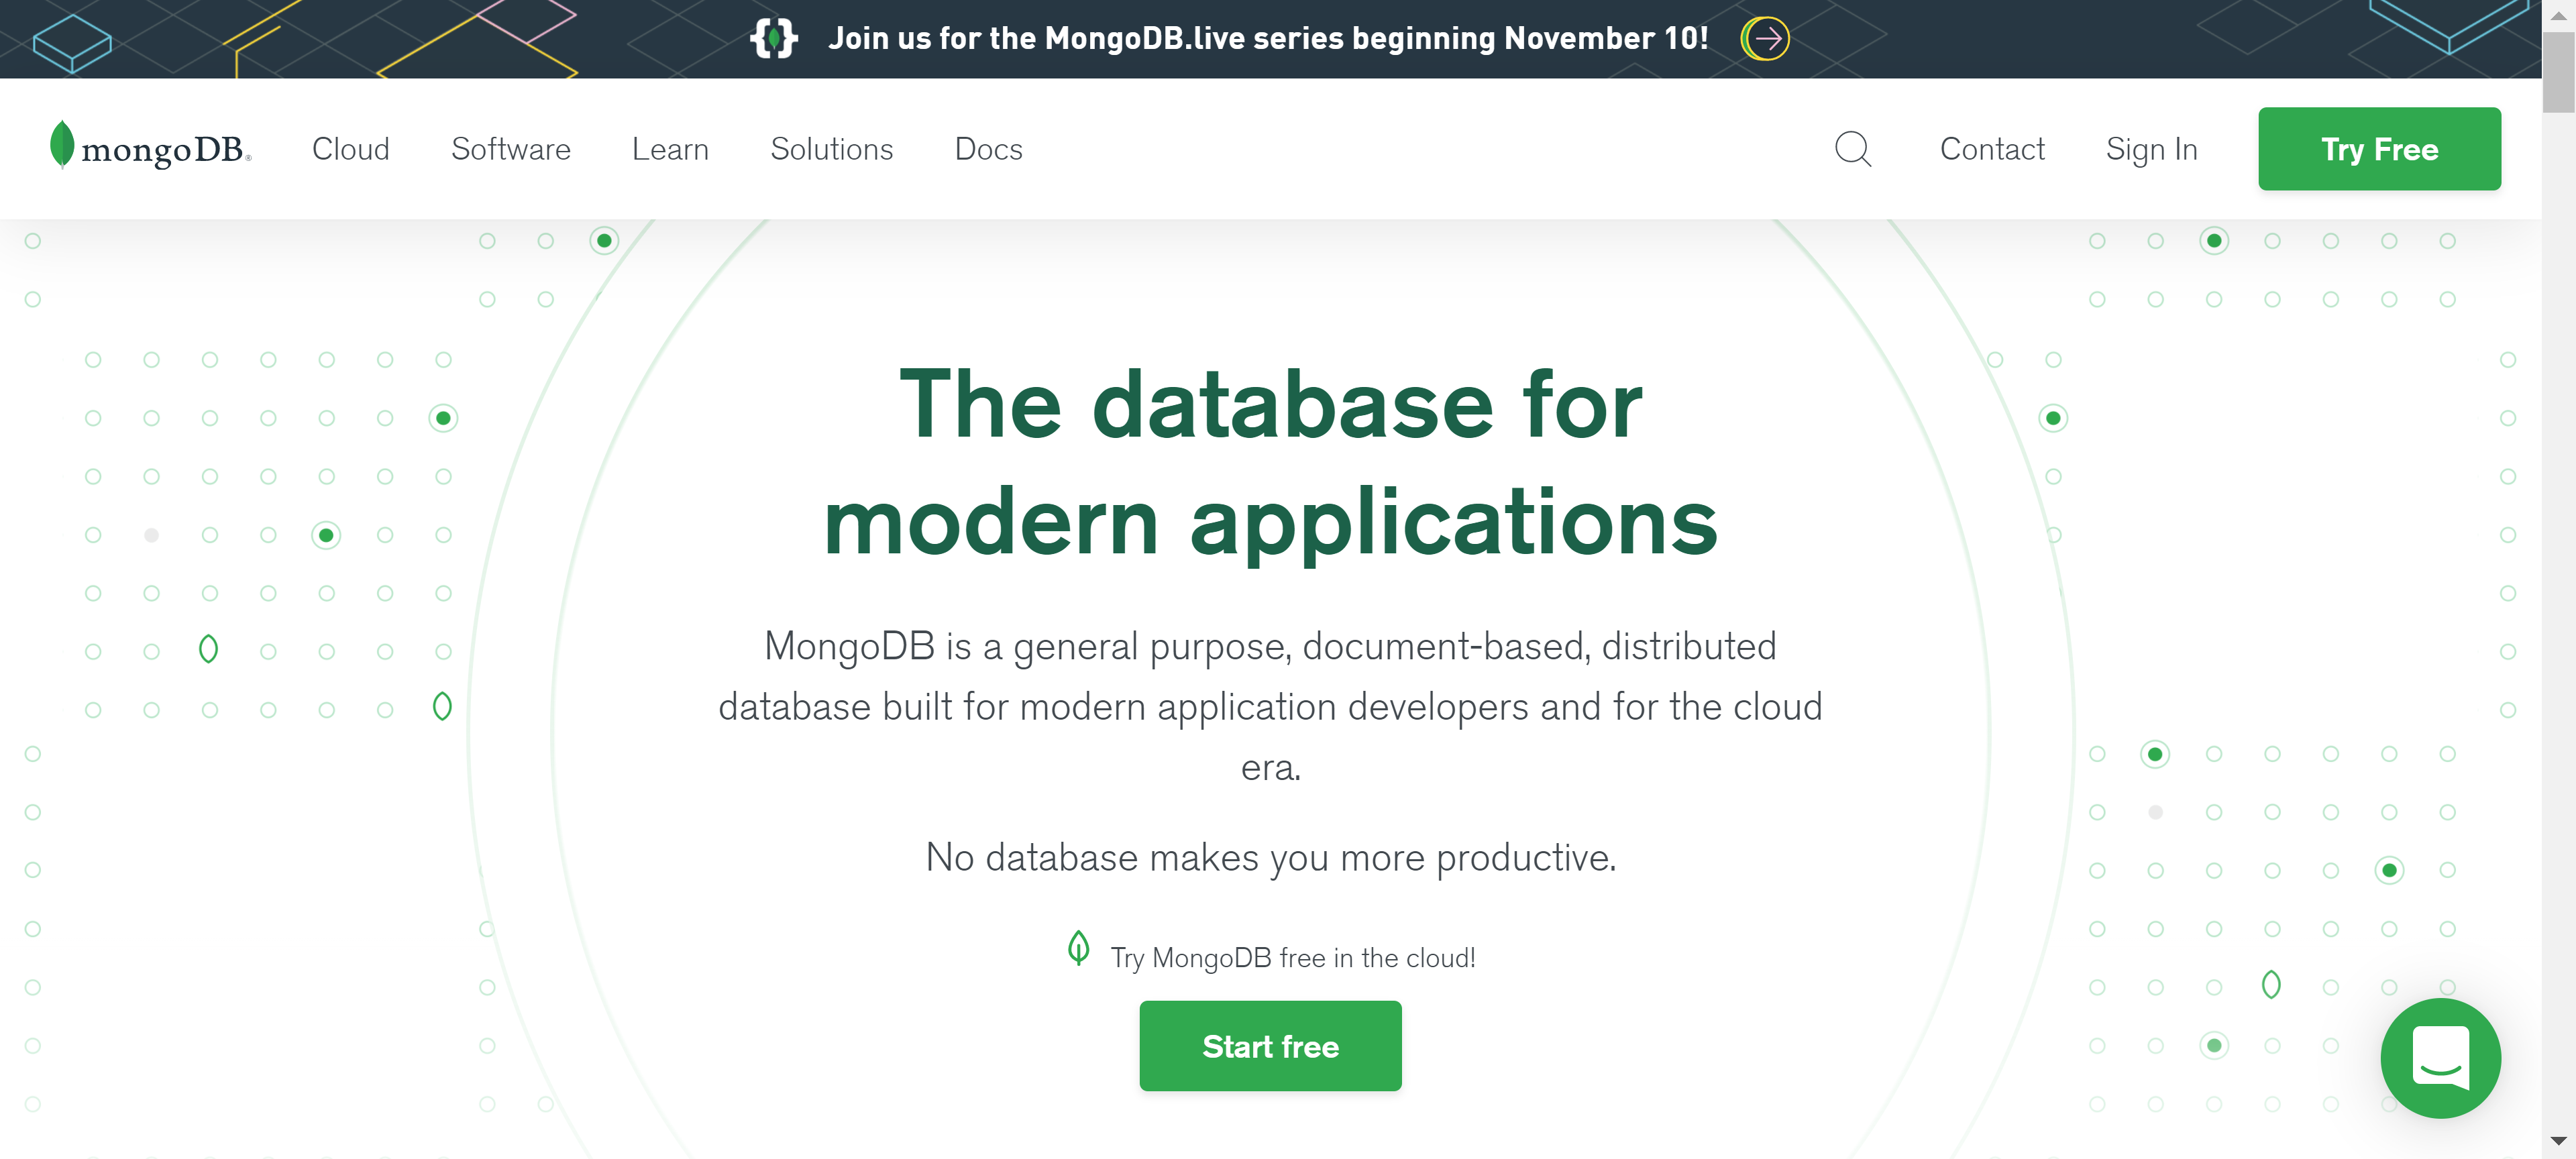 Join us for the MongoDB.live series beginning November 10!
mongoDB®
Cloud
Software
Learn
Solutions
Docs
Contact
Sign In
Try Free
The database for
modern applications
MongoDB is a general purpose, document-based, distributed
database built for modern application developers and for the cloud
era.
No database makes you more productive.
Try MongoDB free in the cloud!
Start free